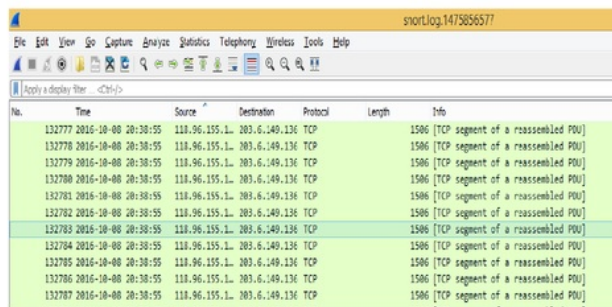 snort.log.1475856577
File Edit View Go Capture Analyze Statistics Telephony Wireless Tools Help
Apply a display filter ... <Ctrl-/>
No. Time Source Destination Protocol Length Info
132777 2016-10-08 20:38:55 118.96.155.1… 203.6.149.136 TCP 1506 [TCP segment of a reassembled PDU]
132778 2016-10-08 20:38:55 118.96.155.1… 203.6.149.136 TCP 1506 [TCP segment of a reassembled PDU]
132779 2016-10-08 20:38:55 118.96.155.1… 203.6.149.136 TCP 1506 [TCP segment of a reassembled PDU]
132780 2016-10-08 20:38:55 118.96.155.1… 203.6.149.136 TCP 1506 [TCP segment of a reassembled PDU]
132781 2016-10-08 20:38:55 118.96.155.1… 203.6.149.136 TCP 1506 [TCP segment of a reassembled PDU]
132782 2016-10-08 20:38:55 118.96.155.1… 203.6.149.136 TCP 1506 [TCP segment of a reassembled PDU]
132783 2016-10-08 20:38:55 118.96.155.1… 203.6.149.136 TCP 1506 [TCP segment of a reassembled PDU]
132784 2016-10-08 20:38:55 118.96.155.1… 203.6.149.136 TCP 1506 [TCP segment of a reassembled PDU]
132785 2016-10-08 20:38:55 118.96.155.1… 203.6.149.136 TCP 1506 [TCP segment of a reassembled PDU]
132786 2016-10-08 20:38:55 118.96.155.1… 203.6.149.136 TCP 1506 [TCP segment of a reassembled PDU]
132787 2016-10-08 20:38:55 118.96.155.1… 203.6.149.136 TCP 1506 [TCP segment of a reassembled PDU]